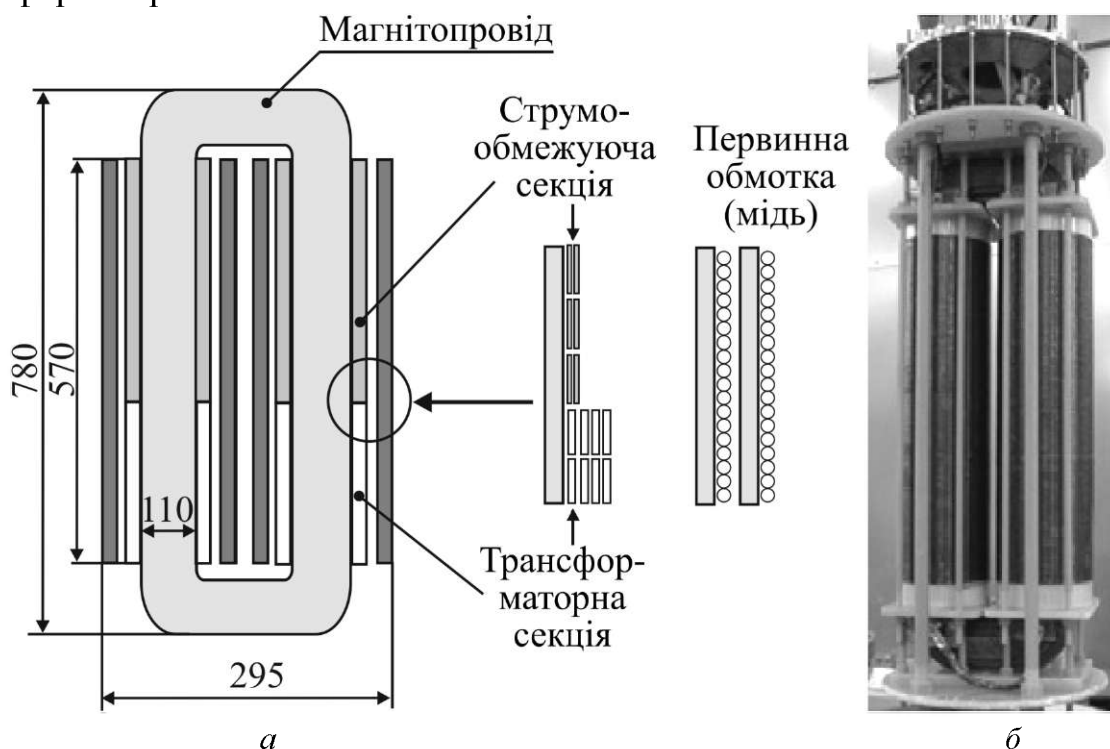 Магнітопровід
Струмо-
обмежуюча
секція
Первинна
обмотка
(мідь)
780
570
110
Трансфор-
маторна
секція
295
а
б